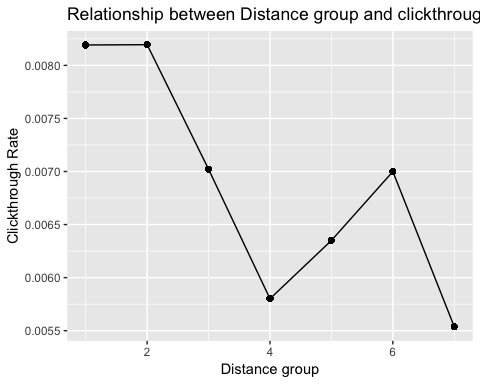 Relationship between Distance group and clickthroug
0.0080
0.0075
0.0070
0.0065
0.0060
0.0055
Clickthrough Rate
2 4 6
Distance group